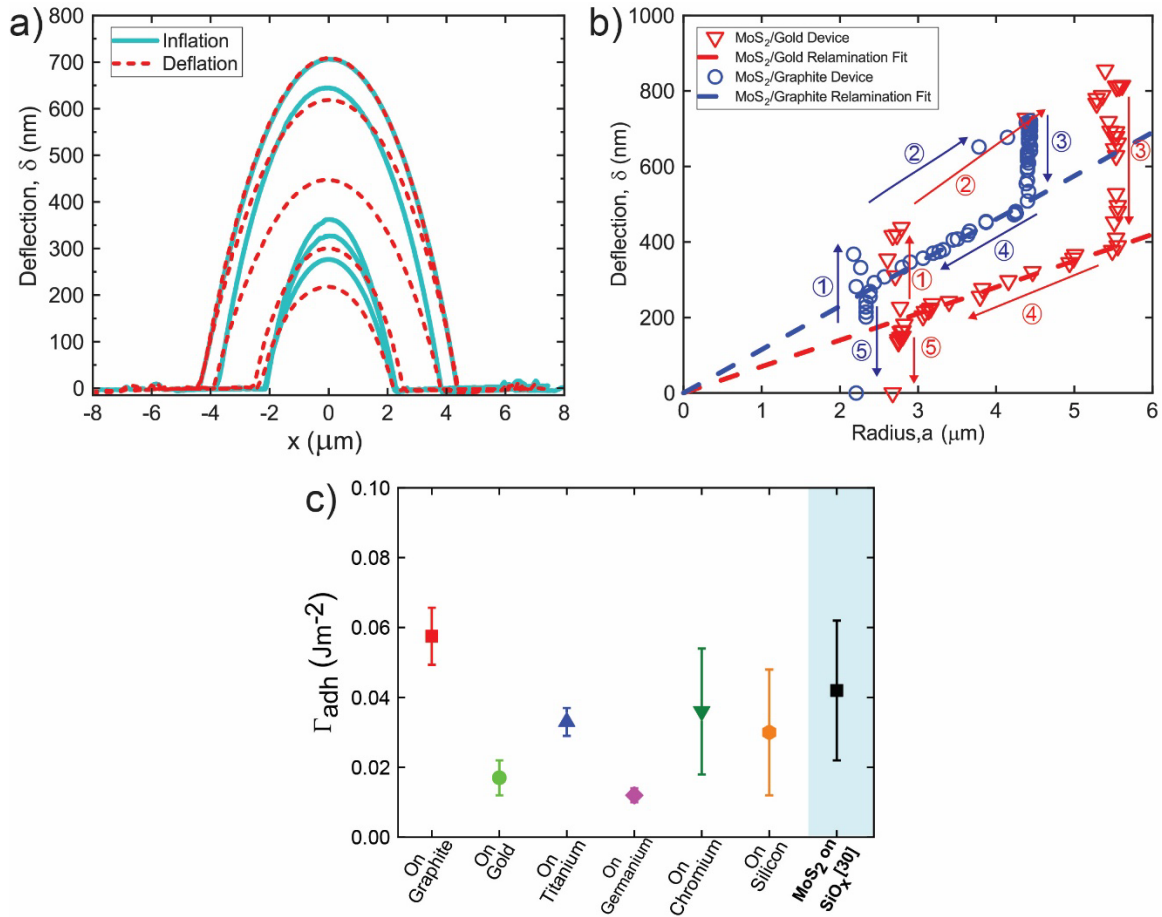 a)
Deflection, δ (nm)
800
700
600
500
400
300
200
100
0
Inflation
Deflation
-8 -6 -4 -2 0 2 4 6 8
x (μm)
b)
Deflection, δ (nm)
1000
800
600
400
200
0
MoS₂/Gold Device
MoS₂/Gold Relamination Fit
MoS₂/Graphite Device
MoS₂/Graphite Relamination Fit
② ② ③ ③
① ① ④ ④
⑤ ⑤
0 1 2 3 4 5 6
Radius,a (μm)
c)
Γadh (Jm⁻²)
0.10
0.08
0.06
0.04
0.02
0.00
On
Graphite
On
Gold
On
Titanium
On
Germanium
On
Chromium
On
Silicon
MoS₂ on
SiOₓ [30]